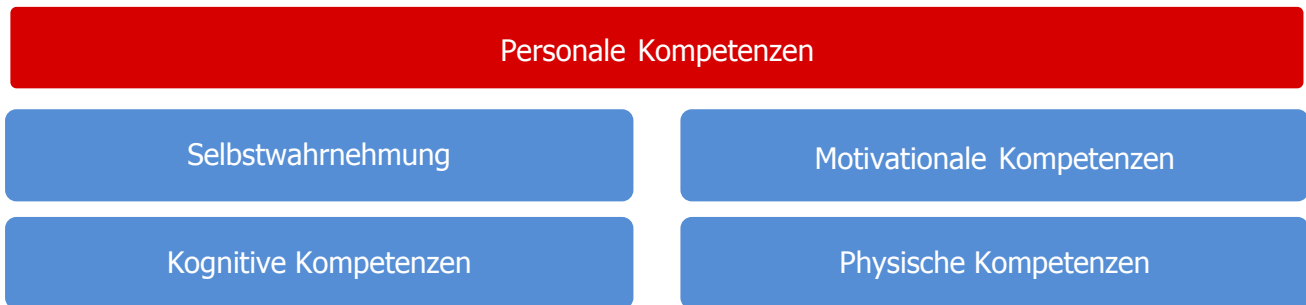 Personale Kompetenzen
Selbstwahrnehmung
Motivationale Kompetenzen
Kognitive Kompetenzen
Physische Kompetenzen